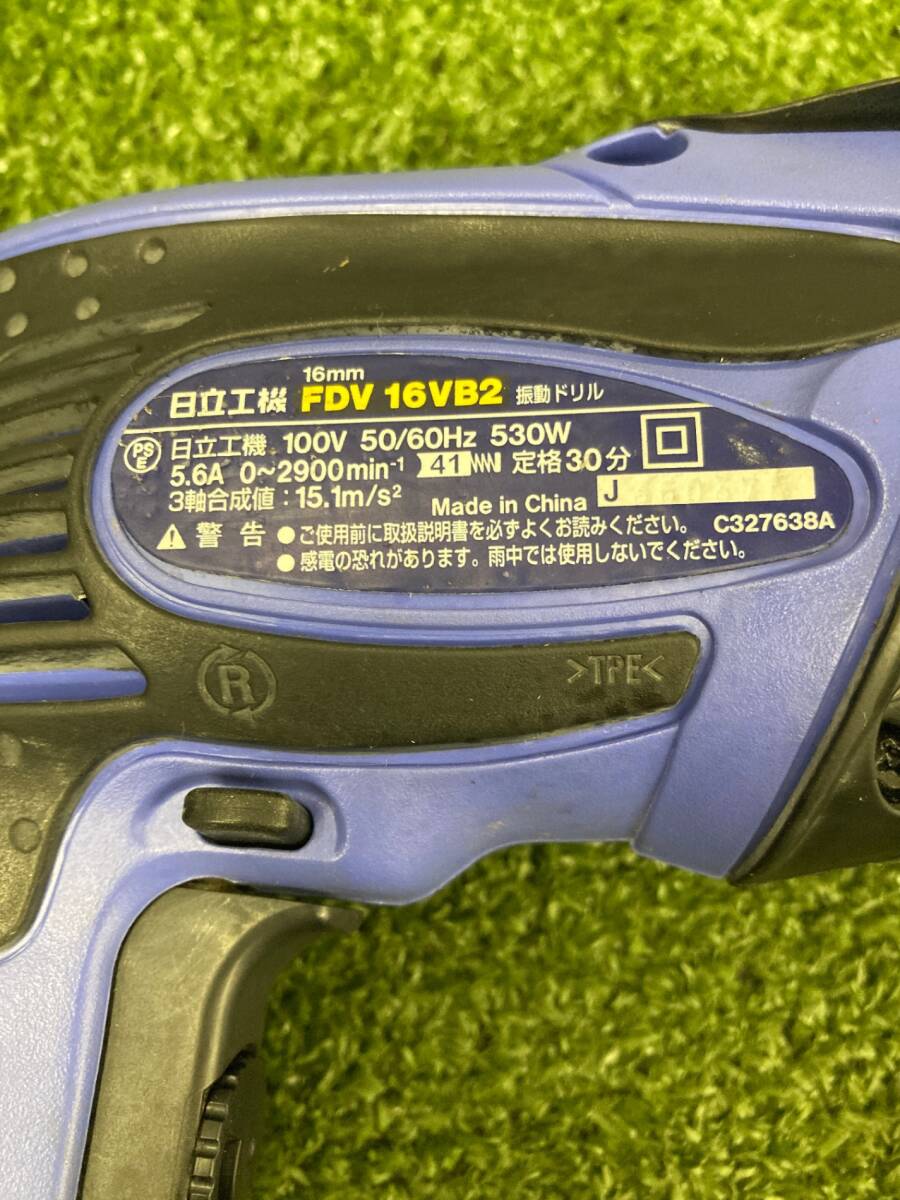 16mm
日立工機 FDV 16VB2 振動ドリル
PSE 日立工機 100V 50/60Hz 530W
5.6A 0~2900min-1 41 定格30分
3軸合成値:15.1m/s2 Made in China J
警告 ●ご使用前に取扱説明書を必ずよくお読みください。 C327638A
●感電の恐れがあります。雨中では使用しないでください。
R >TPE<